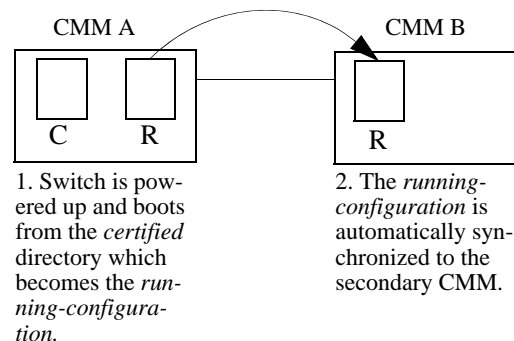 CMM A
CMM B
C
R
R
1. Switch is pow-
ered up and boots
from the certified
directory which
becomes the run-
ning-configura-
tion.
2. The running-
configuration is
automatically syn-
chronized to the
secondary CMM.